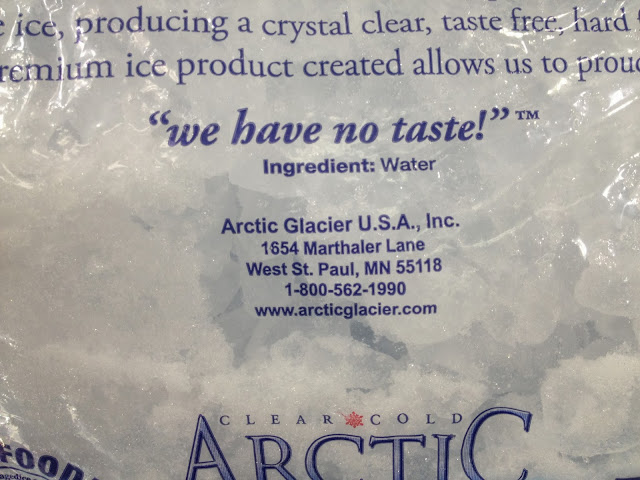 ice, producing a crystal clear, taste free, hard
remium ice product created allows us to prou
“we have no taste!”™
Ingredient: Water
Arctic Glacier U.S.A., Inc.
1654 Marthaler Lane
West St. Paul, MN 55118
1-800-562-1990
www.arcticglacier.com
CLEAR COLD
ARCTIC
FOOD
agedice